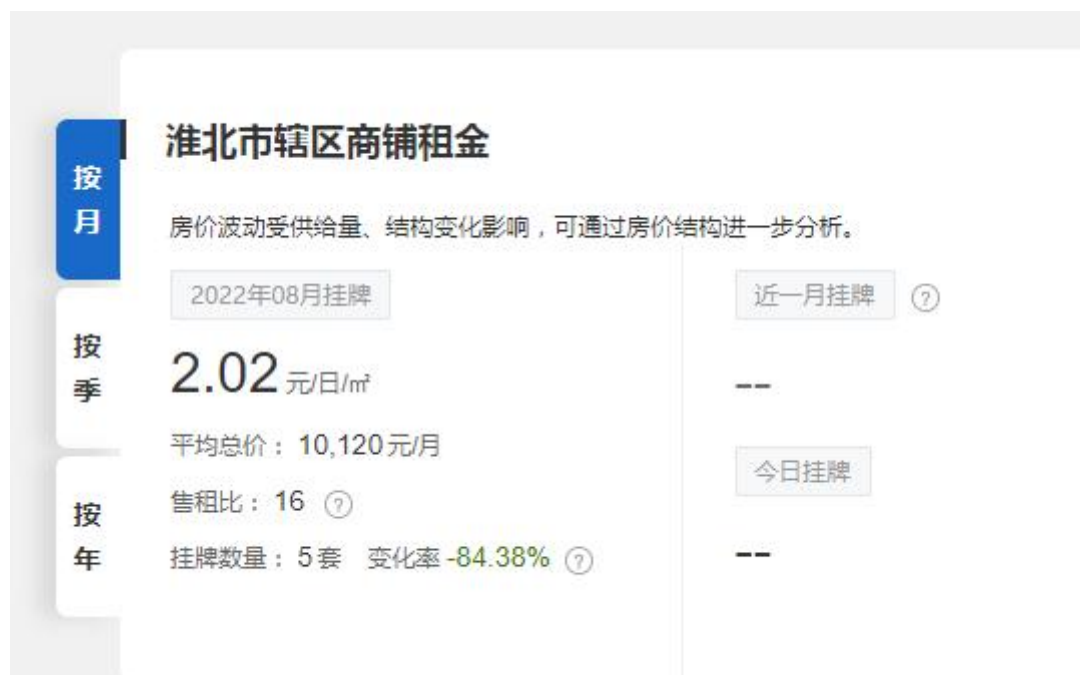 按月
按季
按年
淮北市辖区商铺租金
房价波动受供给量、结构变化影响，可通过房价结构进一步分析。
2022年08月挂牌
2.02 元/日/㎡
平均总价： 10,120元/月
售租比： 16 ?
挂牌数量： 5套 变化率 -84.38% ?
近一月挂牌 ?
--
今日挂牌
--